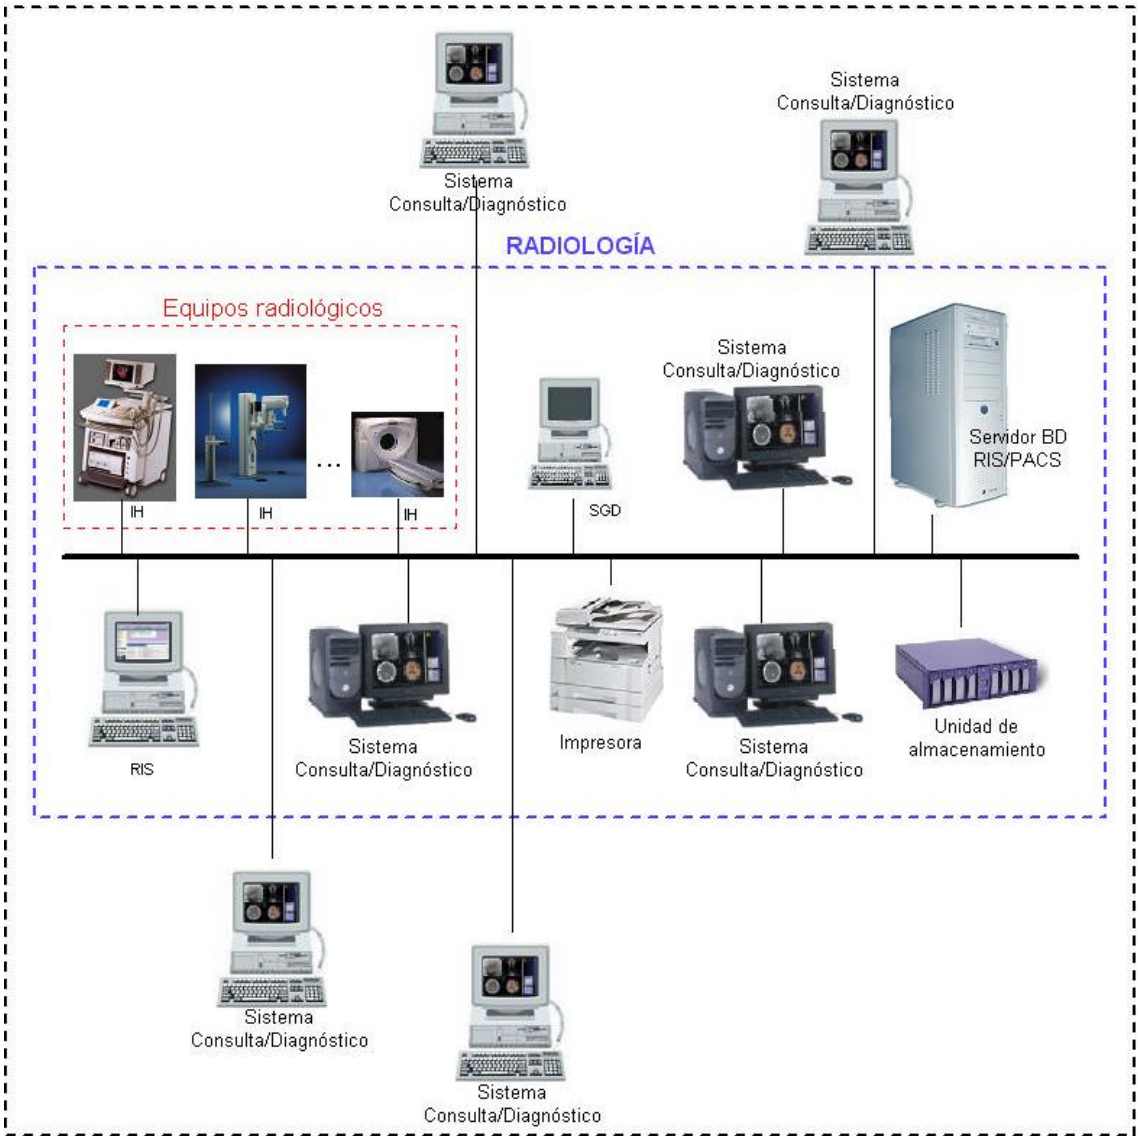 Sistema
Consulta/Diagnóstico
Sistema
Consulta/Diagnóstico
RADIOLOGÍA
Equipos radiológicos
Sistema
Consulta/Diagnóstico
Servidor BD
RIS/PACS
...
IH
IH
IH
SGD
RIS
Sistema
Consulta/Diagnóstico
Impresora
Sistema
Consulta/Diagnóstico
Unidad de
almacenamiento
Sistema
Consulta/Diagnóstico
Sistema
Consulta/Diagnóstico